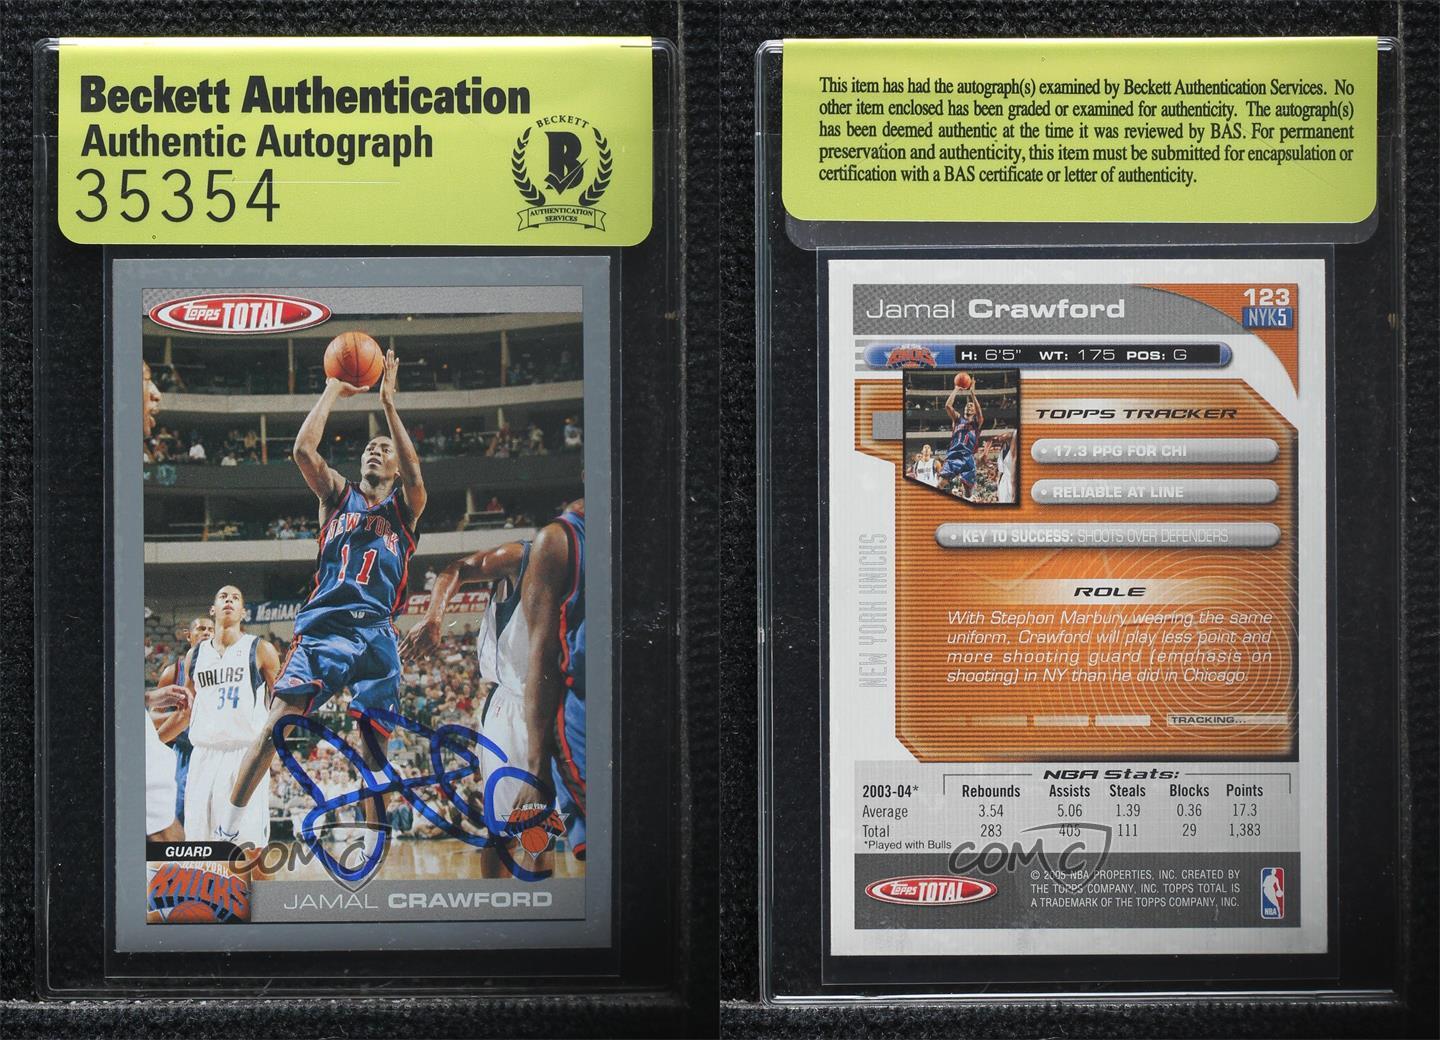 Beckett Authentication
Authentic Autograph
35354
BECKETT
B
AUTHENTICATION
SERVICES
Topps TOTAL
NEW YORK
11
ManiAAC
DALLAS
34
GUARD
NEW YORK
KNICKS
NEW YORK
KNICKS
COMC
JAMAL CRAWFORD
This item has had the autograph(s) examined by Beckett Authentication Services. No
other item enclosed has been graded or examined for authenticity. The autograph(s)
has been deemed authentic at the time it was reviewed by BAS. For permanent
preservation and authenticity, this item must be submitted for encapsulation or
certification with a BAS certificate or letter of authenticity.
Jamal Crawford
123
NYK5
KNICKS
H: 6'5" WT: 175 POS: G
TOPPS TRACKER
• 17.3 PPG FOR CHI
• RELIABLE AT LINE
• KEY TO SUCCESS: SHOOTS OVER DEFENDERS
NEW YORK KNICKS
ROLE
With Stephon Marbury wearing the same
uniform, Crawford will play less point and
more shooting guard (emphasis on
shooting) in NY than he did in Chicago.
TRACKING...
NBA Stats:
2003-04* Rebounds Assists Steals Blocks Points
Average 3.54 5.06 1.39 0.36 17.3
Total 283 405 111 29 1,383
*Played with Bulls
COMC
Topps TOTAL
© 2005 NBA PROPERTIES, INC. CREATED BY
THE TOPPS COMPANY, INC. TOPPS TOTAL IS
A TRADEMARK OF THE TOPPS COMPANY, INC.
NBA